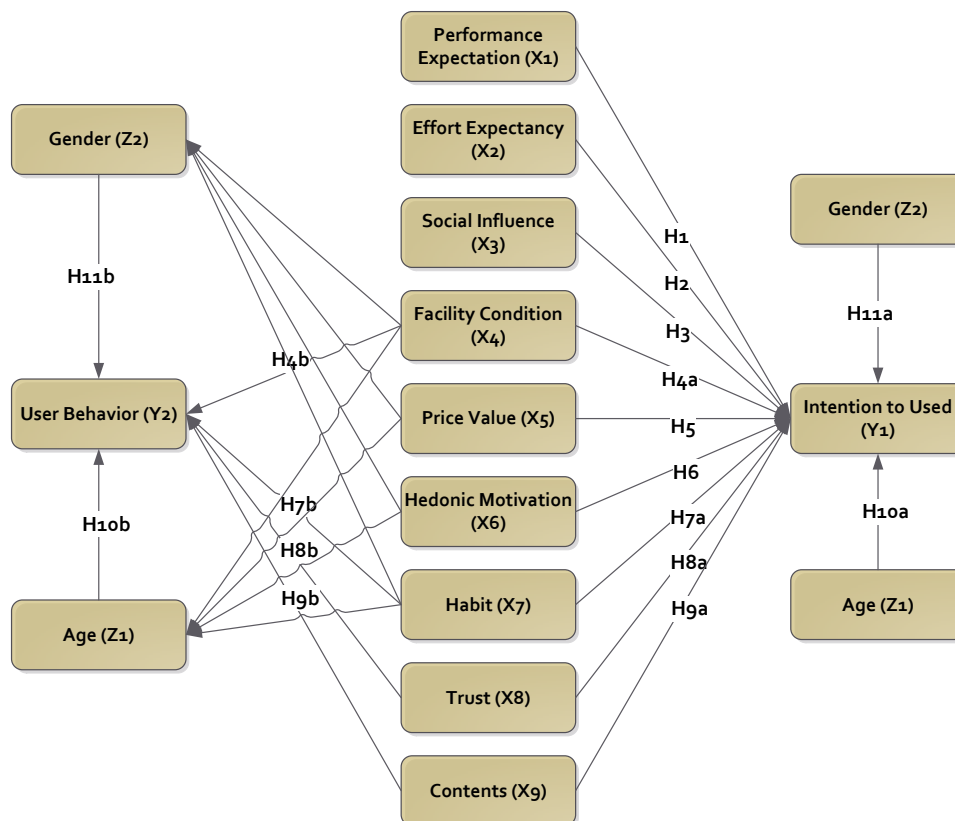 Performance
Expectation (X1)
Gender (Z2)
Effort Expectancy
(X2)
Social Influence
(X3)
Gender (Z2)
H1
H2
H3
H11b
Facility Condition
(X4)
H11a
H4b
H4a
User Behavior (Y2)
Price Value (X5)
H5
Intention to Used
(Y1)
H6
Hedonic Motivation
(X6)
H7b
H7a
H10b
H10a
H8b
H8a
H9b
H9a
Age (Z1)
Habit (X7)
Age (Z1)
Trust (X8)
Contents (X9)